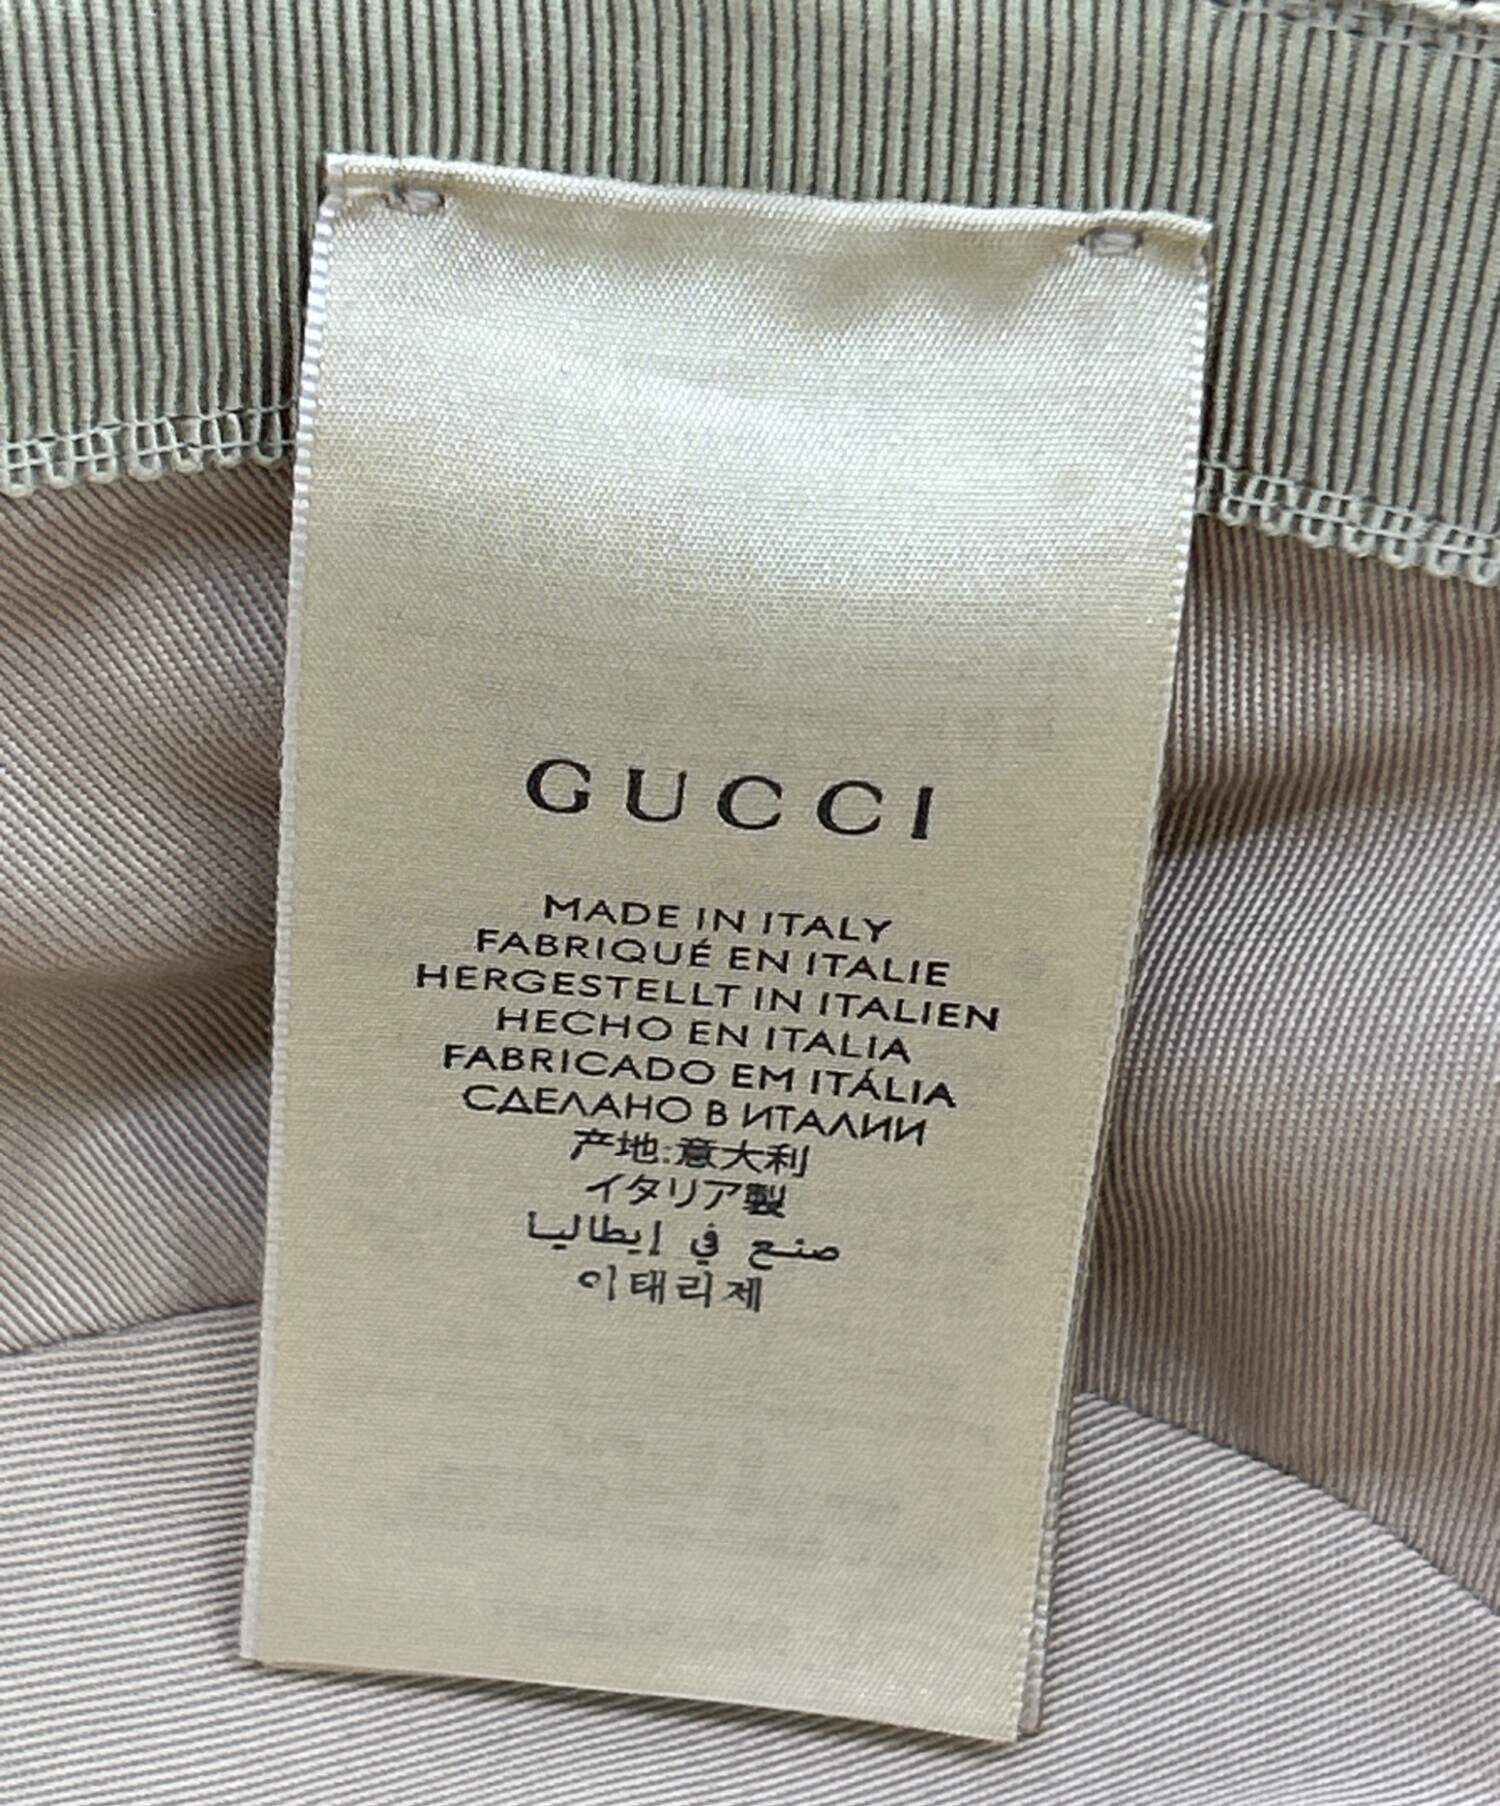 GUCCI
MADE IN ITALY
FABRIQUÉ EN ITALIE
HERGESTELLT IN ITALIEN
HECHO EN ITALIA
FABRICADO EM ITÁLIA
СДЕЛАНО В ИТАЛИИ
产地:意大利
イタリア製
صنع في إيطاليا
이태리제